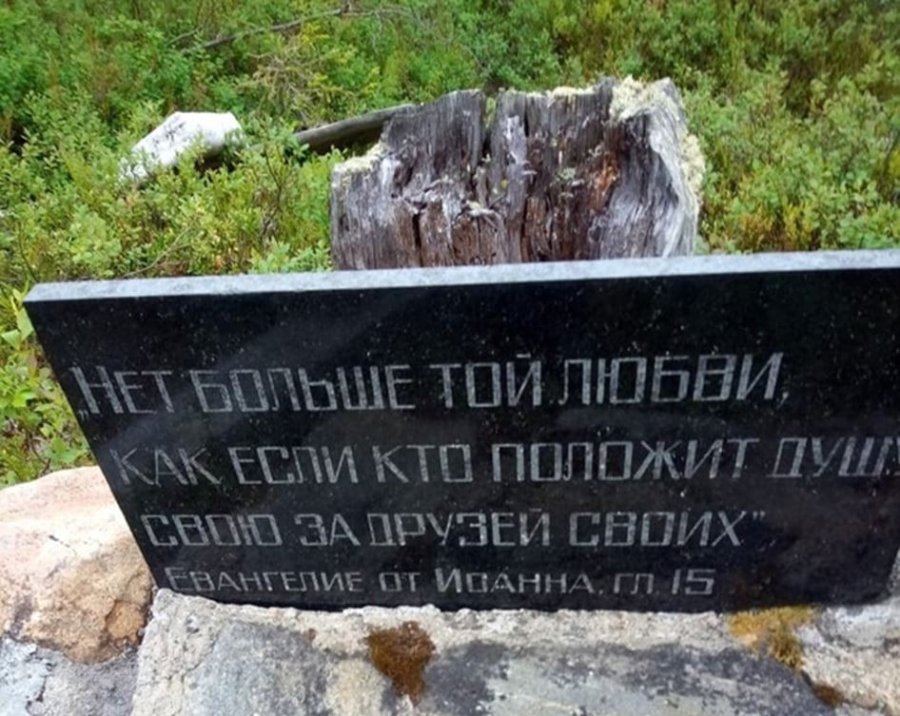 „Нет больше той любви,
как если кто положит душу
свою за друзей своих"
Евангелие от Иоанна. гл. 15